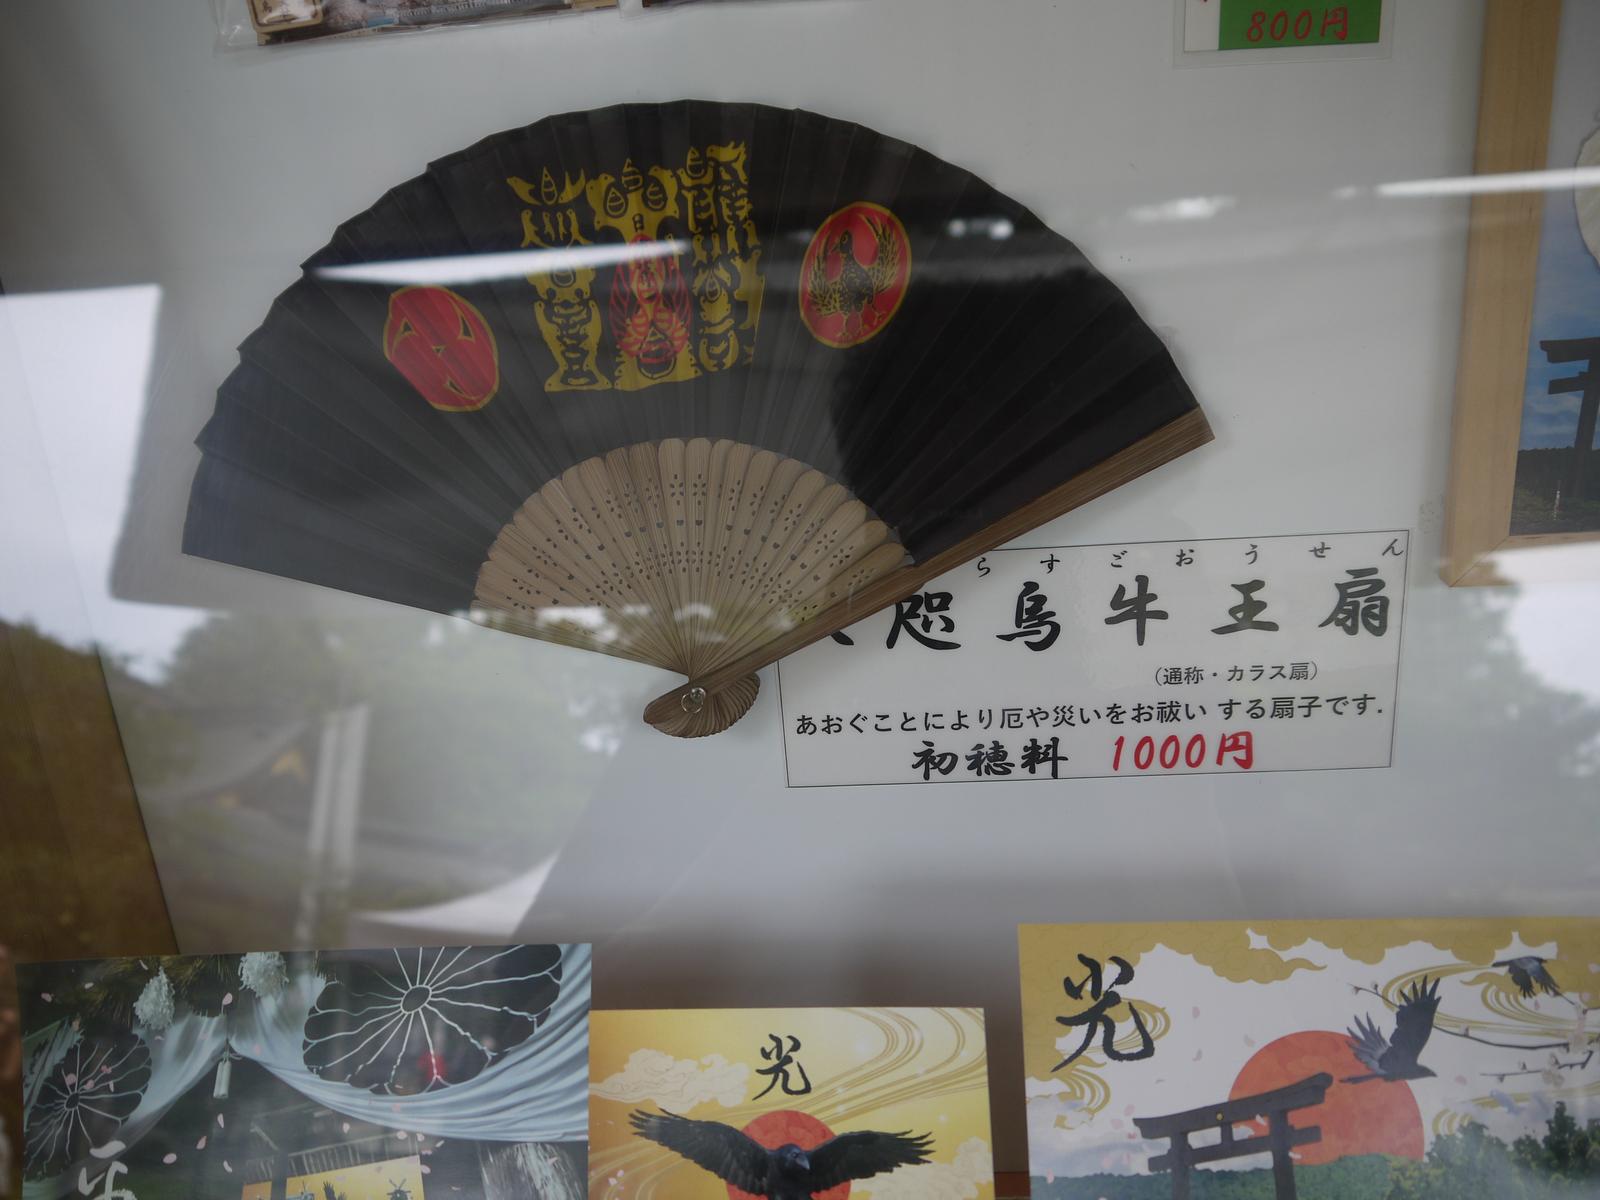 800円
らすごおうせん
咫烏牛王扇
(通称・カラス扇)
あおぐことにより厄や災いをお祓い する扇子です.
初穂料 1000円
光
光